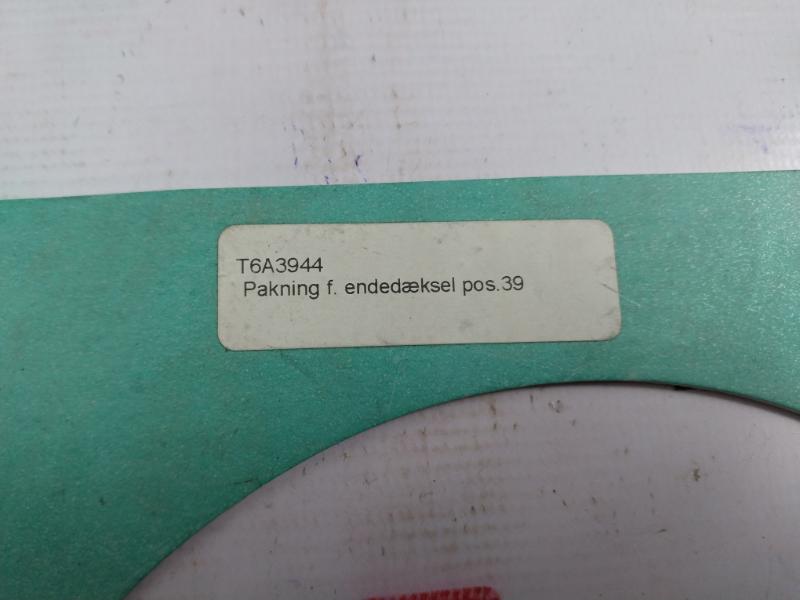 T6A3944
Pakning f. endedæksel pos.39